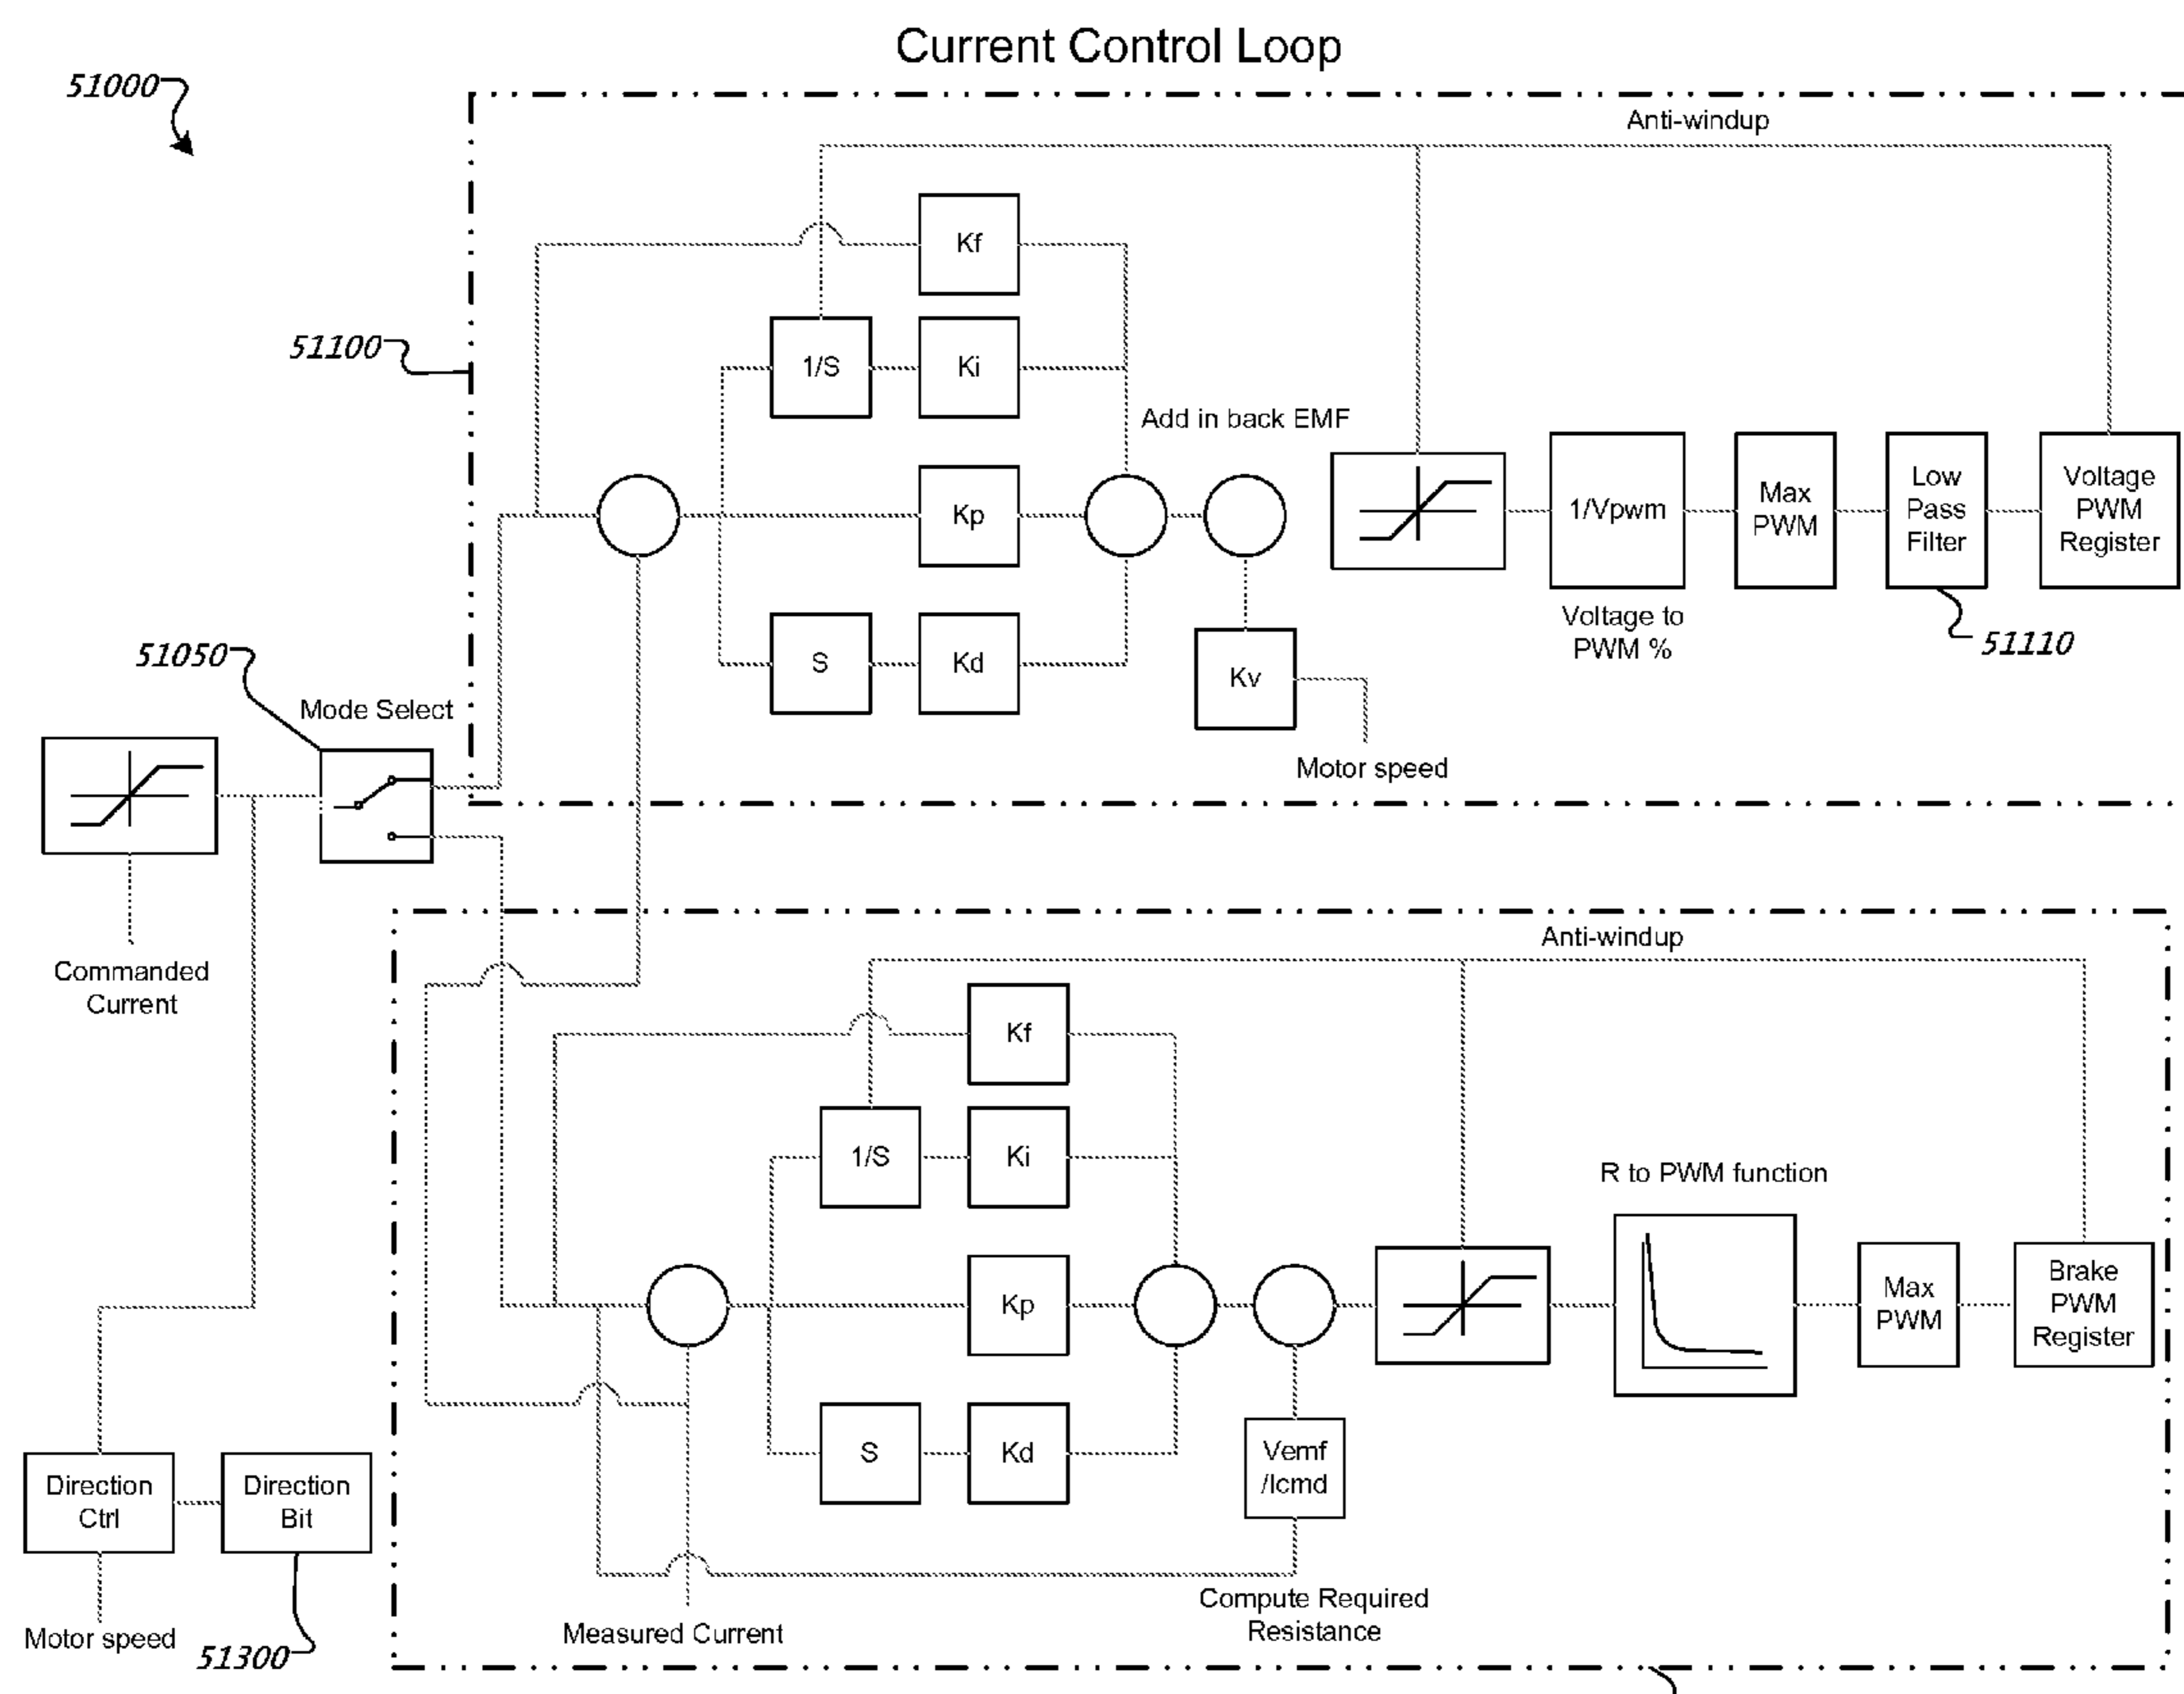 Current Control Loop
51000
Anti-windup
Kf
51100
1/S
Ki
Add in back EMF
Kp
1/Vpwm
Max
PWM
Low
Pass
Filter
Voltage
PWM
Register
Voltage to
PWM %
51110
S
Kd
Kv
Motor speed
51050
Mode Select
Commanded
Current
Anti-windup
Kf
1/S
Ki
R to PWM function
Kp
Max
PWM
Brake
PWM
Register
S
Kd
Vemf
/Icmd
Direction
Ctrl
Direction
Bit
Compute Required
Resistance
Measured Current
Motor speed
51300